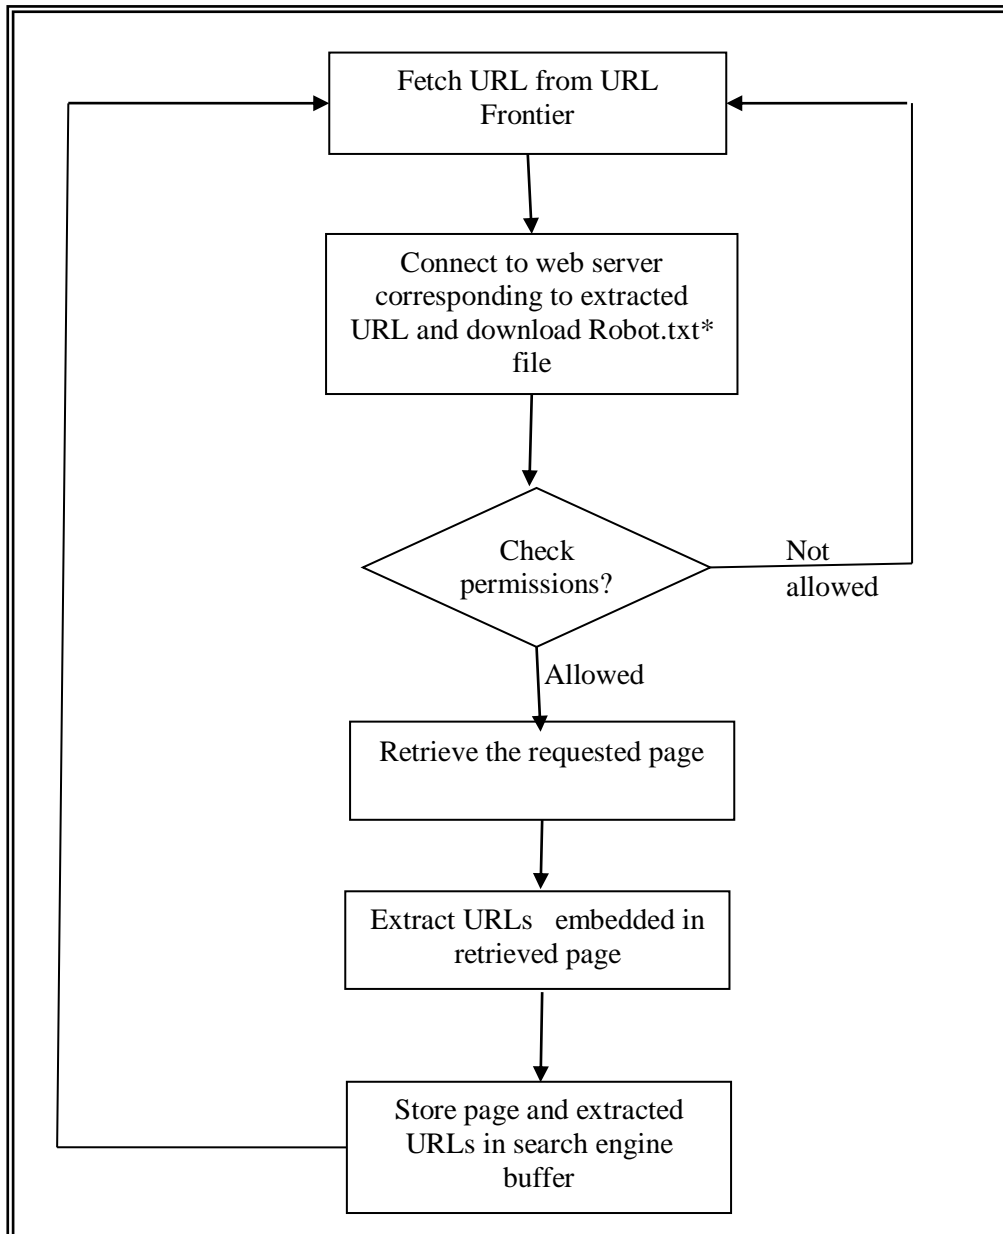 Fetch URL from URL
Frontier
Connect to web server
corresponding to extracted
URL and download Robot.txt*
file
Check
permissions?
Not
allowed
Allowed
Retrieve the requested page
Extract URLs   embedded in
retrieved page
Store page and extracted
URLs in search engine
buffer